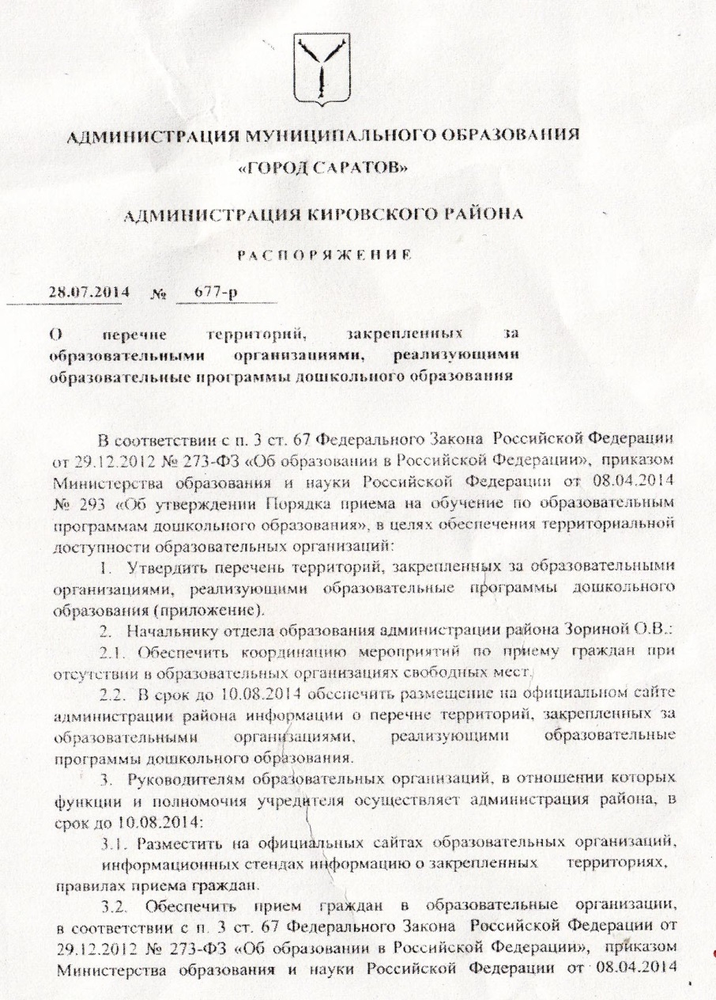 АДМИНИСТРАЦИЯ МУНИЦИПАЛЬНОГО ОБРАЗОВАНИЯ
«ГОРОД САРАТОВ»
АДМИНИСТРАЦИЯ КИРОВСКОГО РАЙОНА
РАСПОРЯЖЕНИЕ
28.07.2014 № 677-р
О перечне территорий, закрепленных за
образовательными организациями, реализующими
образовательные программы дошкольного образования
В соответствии с п. 3 ст. 67 Федерального Закона Российской Федерации
от 29.12.2012 № 273-ФЗ «Об образовании в Российской Федерации», приказом
Министерства образования и науки Российской Федерации от 08.04.2014
№ 293 «Об утверждении Порядка приема на обучение по образовательным
программам дошкольного образования», в целях обеспечения территориальной
доступности образовательных организаций:
1. Утвердить перечень территорий, закрепленных за образовательными
организациями, реализующими образовательные программы дошкольного
образования (приложение).
2. Начальнику отдела образования администрации района Зориной О.В.:
2.1. Обеспечить координацию мероприятий по приему граждан при
отсутствии в образовательных организациях свободных мест.
2.2. В срок до 10.08.2014 обеспечить размещение на официальном сайте
администрации района информации о перечне территорий, закрепленных за
образовательными организациями, реализующими образовательные
программы дошкольного образования.
3. Руководителям образовательных организаций, в отношении которых
функции и полномочия учредителя осуществляет администрация района, в
срок до 10.08.2014:
3.1. Разместить на официальных сайтах образовательных организаций,
информационных стендах информацию о закрепленных территориях,
правилах приема граждан.
3.2. Обеспечить прием граждан в образовательные организации,
в соответствии с п. 3 ст. 67 Федерального Закона Российской Федерации от
29.12.2012 № 273-ФЗ «Об образовании в Российской Федерации», приказом
Министерства образования и науки Российской Федерации от 08.04.2014